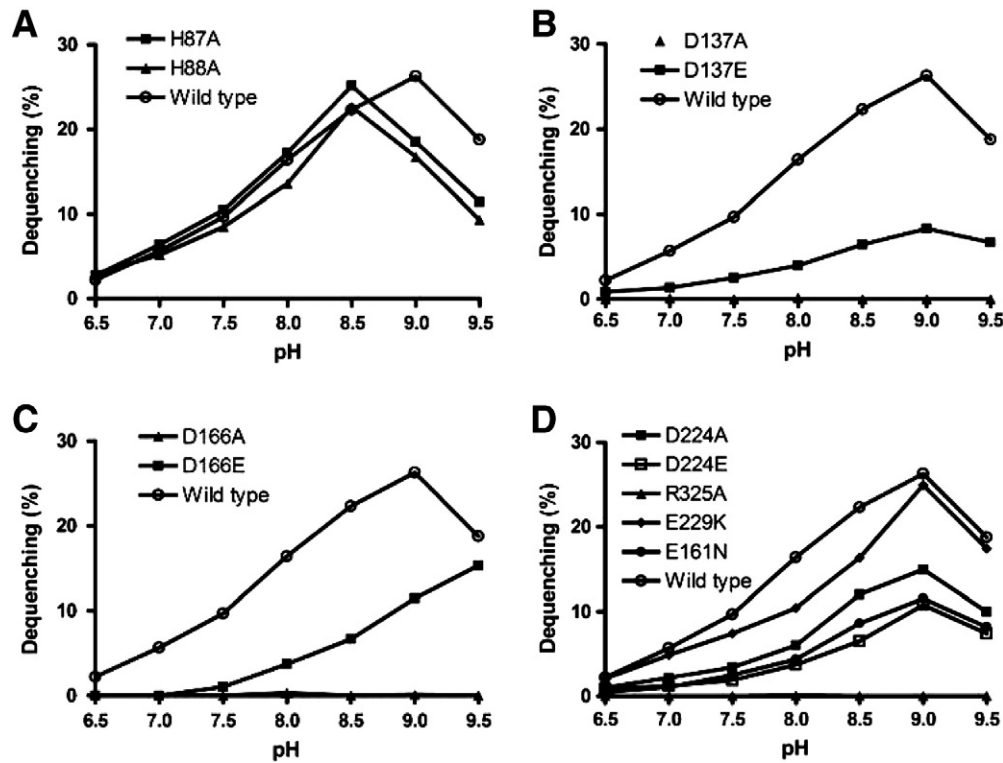 A
H87A
H88A
Wild type
Dequenching (%)
30
20
10
0
6.5 7.0 7.5 8.0 8.5 9.0 9.5
pH
B
D137A
D137E
Wild type
Dequenching (%)
30
20
10
0
6.5 7.0 7.5 8.0 8.5 9.0 9.5
pH
C
D166A
D166E
Wild type
Dequenching (%)
30
20
10
0
6.5 7.0 7.5 8.0 8.5 9.0 9.5
pH
D
D224A
D224E
R325A
E229K
E161N
Wild type
Dequenching (%)
30
20
10
0
6.5 7.0 7.5 8.0 8.5 9.0 9.5
pH